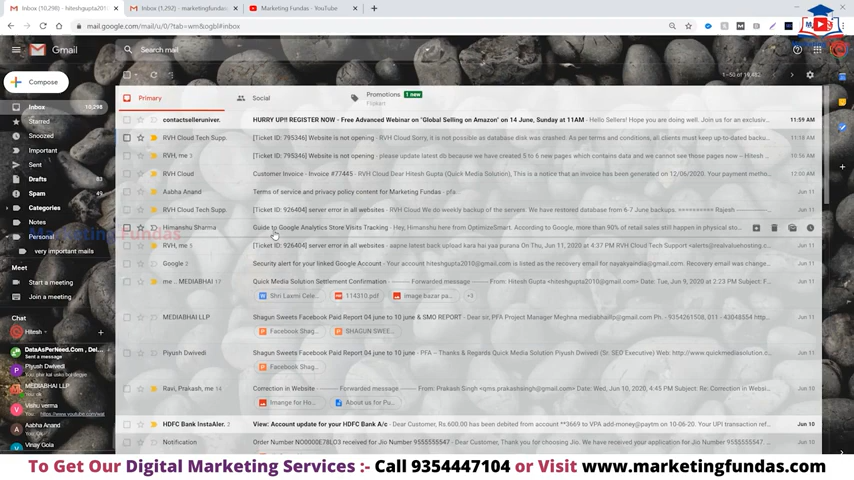 Inbox (10,298) - hiteshgupta2010
Inbox (1,292) - marketingfundas
Marketing Fundas - YouTube
mail.google.com/mail/u/0/?tab=wm&ogbl#inbox
Gmail
Search mail
Compose
1–50 of
Primary
Social
Promotions 1 new
Flipkart
Inbox 10,298
Starred
Snoozed
Important
Sent
Drafts 83
Spam 49
Categories
Notes
Personal
very important mails
Meet
Start a meeting
Join a meeting
Chat
Hitesh
DataAsPerNeed.Com , Del...
Sent a message
Piyush Dwivedi
MEDIABHAI LLP
Vishu verma
Aabha Anand
Vinay Gola
contactselleruniver. HURRY UP!! REGISTER NOW - Free Advanced Webinar on "Global Selling on Amazon" on 14 June, Sunday at 11AM - Hello Sellers! Hope you are doing well. Join us for an exclusiv... 11:59 AM
RVH Cloud Tech Supp. [Ticket ID: 795346] Website is not opening - RVH Cloud Sorry, it is not possible as database disk was crashed. As per terms and conditions, all clients must keep up-to-dated backu... 11:18 AM
RVH, me 3 [Ticket ID: 795346] Website is not opening - please update latest db because we have created 5 to 6 new pages which contains data and we cannot see those pages now – Hitesh ... 10:56 AM
RVH Cloud Customer Invoice - Invoice #77445 - RVH Cloud Dear Hitesh Gupta (Quick Media Solution), This is a notice that an invoice has been generated on 12/06/2020. Your payment metho... 12:00 AM
Aabha Anand Terms of service and privacy policy content for Marketing Fundas - pfa Jun 11
RVH Cloud Tech Supp. [Ticket ID: 926404] server error in all websites - RVH Cloud We do weekly backup of the servers. We have restored database from 6-7 June backups. ========== Rajesh... Jun 11
Himanshu Sharma Guide to Google Analytics Store Visits Tracking - Hey, Himanshu here from OptimizeSmart. According to Google, more than 90% of retail sales still happen in physical sto...
Marketing Fundas
RVH, me 3 [Ticket ID: 926404] server error in all websites - aapne latest back upload kara hai yaa purana On Thu, Jun 11, 2020 at 4:37 PM RVH Cloud Tech Support <alerts@realvaluehosting.c... Jun 11
Google 2 Security alert for your linked Google Account - Your account hiteshgupta2010@gmail is listed as the recovery email for nayakyamila@gmail.com. Recovery email was change... Jun 11
me .. MEDIABHAI 17 Quick Media Solution Settlement Confirmation - ---------- Forwarded message --------- From: Hitesh Gupta <hiteshgupta2010@gmail.com> Date: Tue, Jun 9, 2020 at 2:23 PM Subject: F... Jun 11
Shri Laxmi Cele...
114310.pdf
image bazar pa...
+3
MEDIABHAI LLP Shagun Sweets Facebook Paid Report 04 june to 10 june & SMO REPORT - Dear sir, PFA Project Manager Meghna mediabhaillp@gmail.com Ph. - 9354261508, 011 - 43048554 http... Jun 11
Facebook Shag...
SHAGUN SWEE...
Piyush Dwivedi Shagun Sweets Facebook Paid Report 04 june to 10 june - PFA – Thanks & Regards Quick Media Solution Piyush Dwivedi (Sr. SEO Executive) Web: http://www.quickmediasolution.c... Jun 11
Facebook Shag...
Ravi, Prakash, me 14 Correction in Website - ---------- Forwarded message --------- From: Prakash Singh <qms.prakashsingh@gmail.com> Date: Wed, Jun 10, 2020, 4:45 PM Subject: Re: Correction in Websi... Jun 10
Imange for Ho...
About us for Pu...
HDFC Bank InstaAler. 2 View: Account update for your HDFC Bank A/c - Dear Customer, Rs.600.00 has been debited from account **3669 to VPA add-money@paytm on 10-06-20. Your UPI transaction ref... Jun 10
Notification Order Number NO0000E78LO3 received for Jio Number 9555555547 - Dear Customer, Thank you for choosing Jio. We have received your application for Jio Number 955555... Jun 10
To Get Our Digital Marketing Services :- Call 9354447104 or Visit www.marketingfundas.com